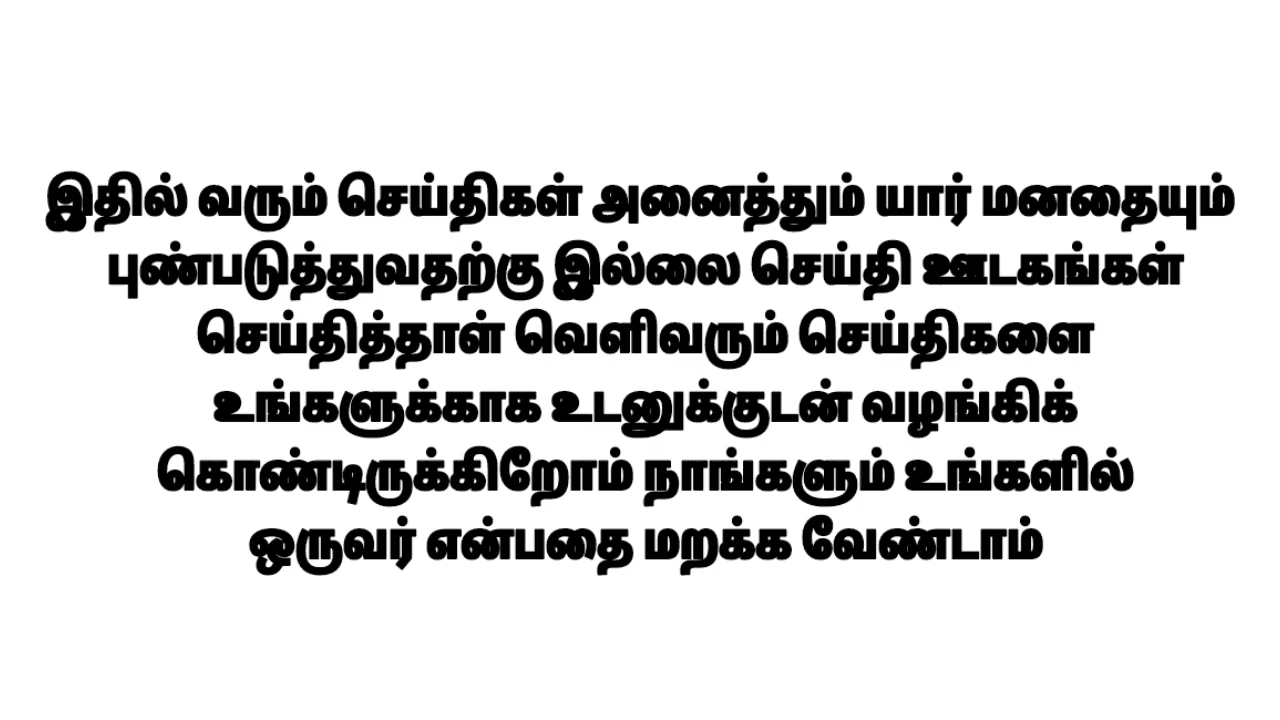 இதில் வரும் செய்திகள் அனைத்தும் யார் மனதையும்
புண்படுத்துவதற்கு இல்லை செய்தி ஊடகங்கள்
செய்தித்தாள் வெளிவரும் செய்திகளை
உங்களுக்காக உடனுக்குடன் வழங்கிக்
கொண்டிருக்கிறோம் நாங்களும் உங்களில்
ஒருவர் என்பதை மறக்க வேண்டாம்